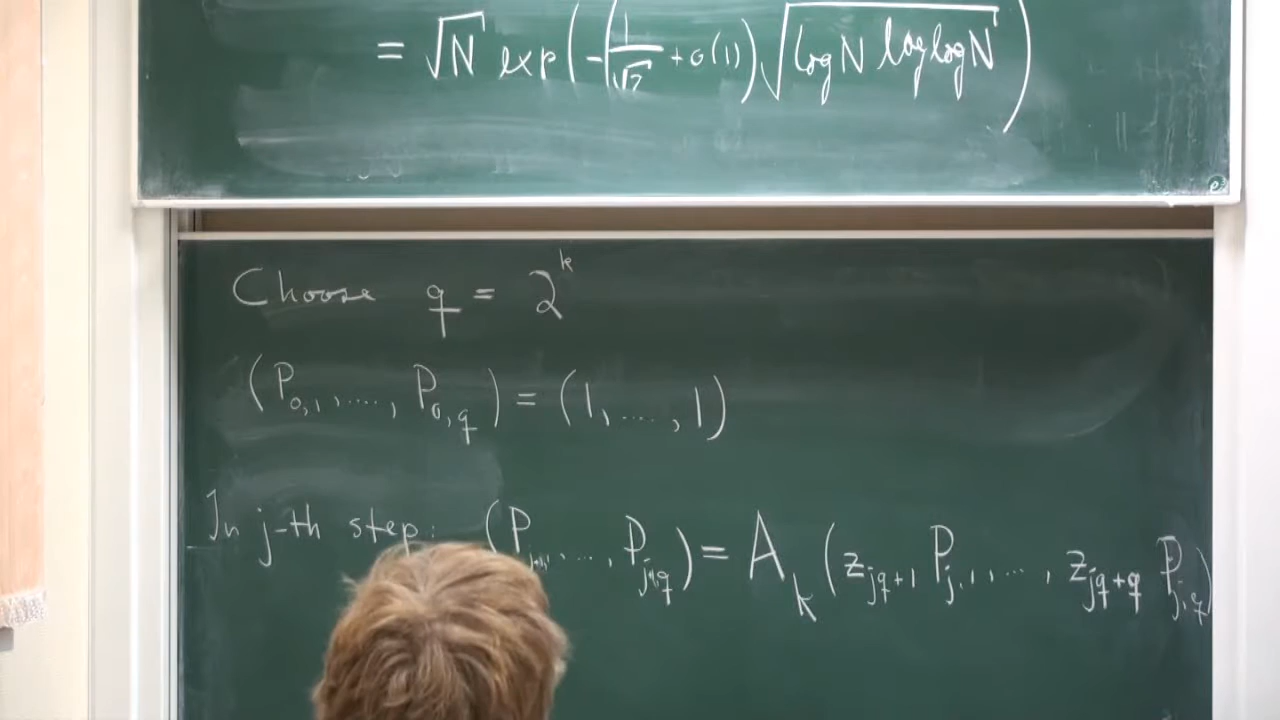 = √N exp(-(1/√2 + o(1))√(log N log log N))
Choose q = 2^k
(P_{0,1}, ...., P_{0,q}) = (1, ...., 1)
In j-th step: (P_{j+1,1}, ..., P_{j+1,q}) = A_k (z_{jq+1} P_{j,1}, ..., z_{jq+q} P_{j,q})